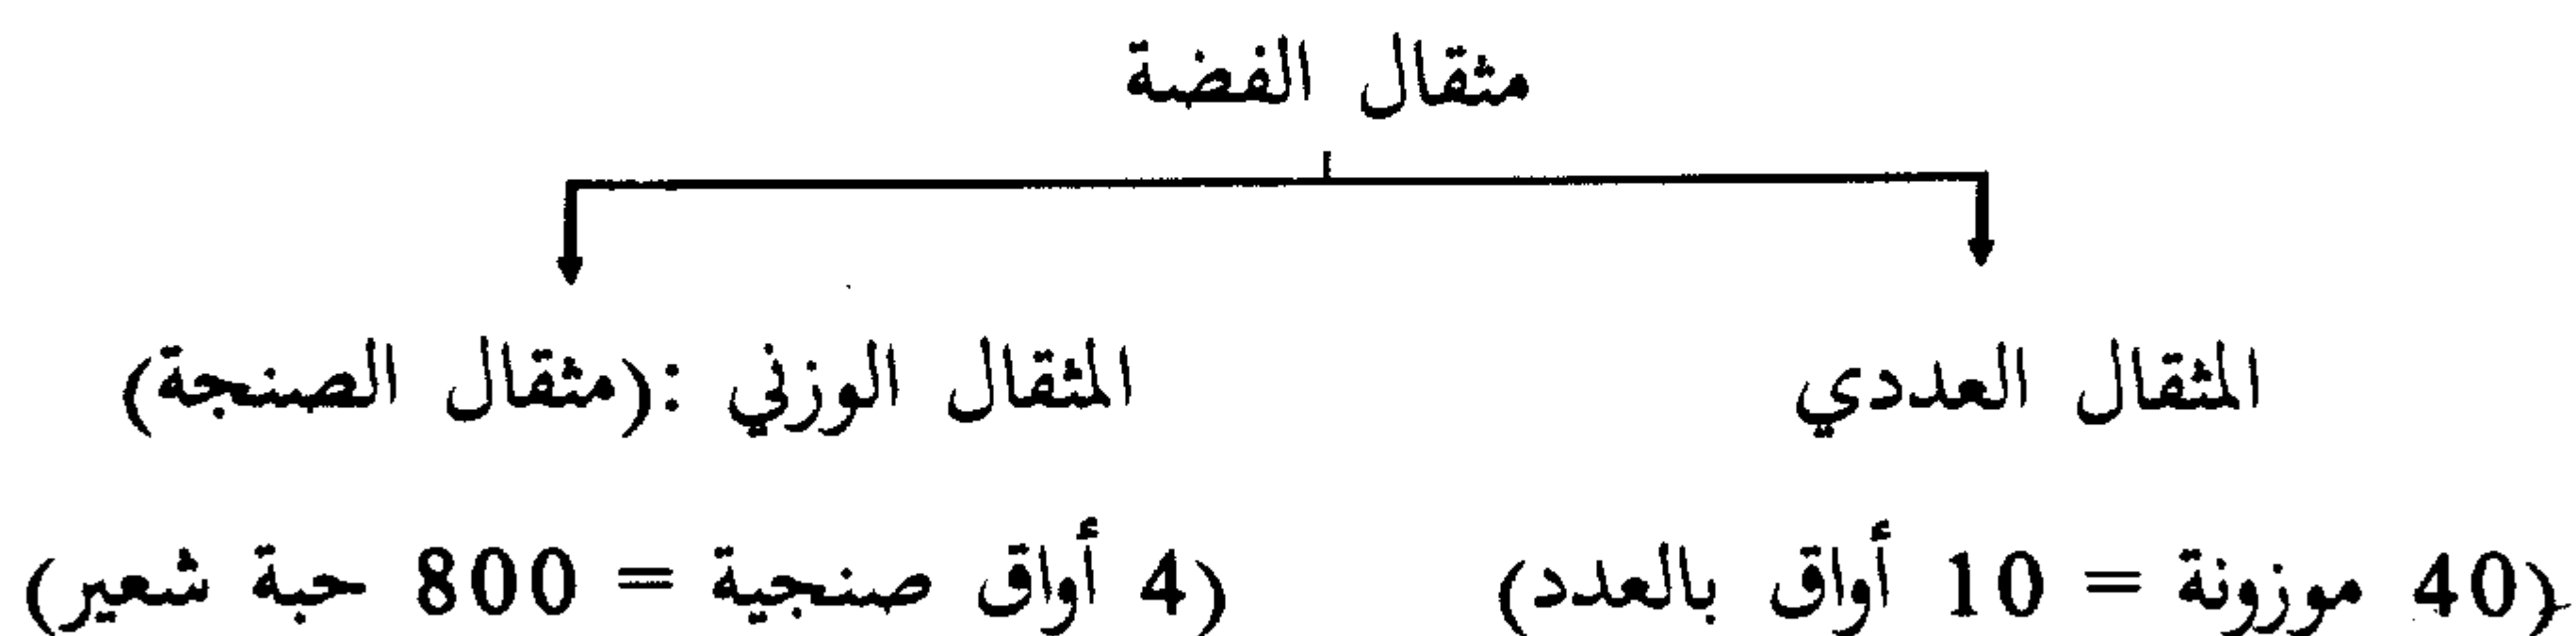 مثقال الفضة
المثقال العددي
المثقال الوزني :(مثقال الصنجة)
(40 موزونة = 10 أواق بالعدد)
(4 أواق صنجية = 800 حبة شعير)